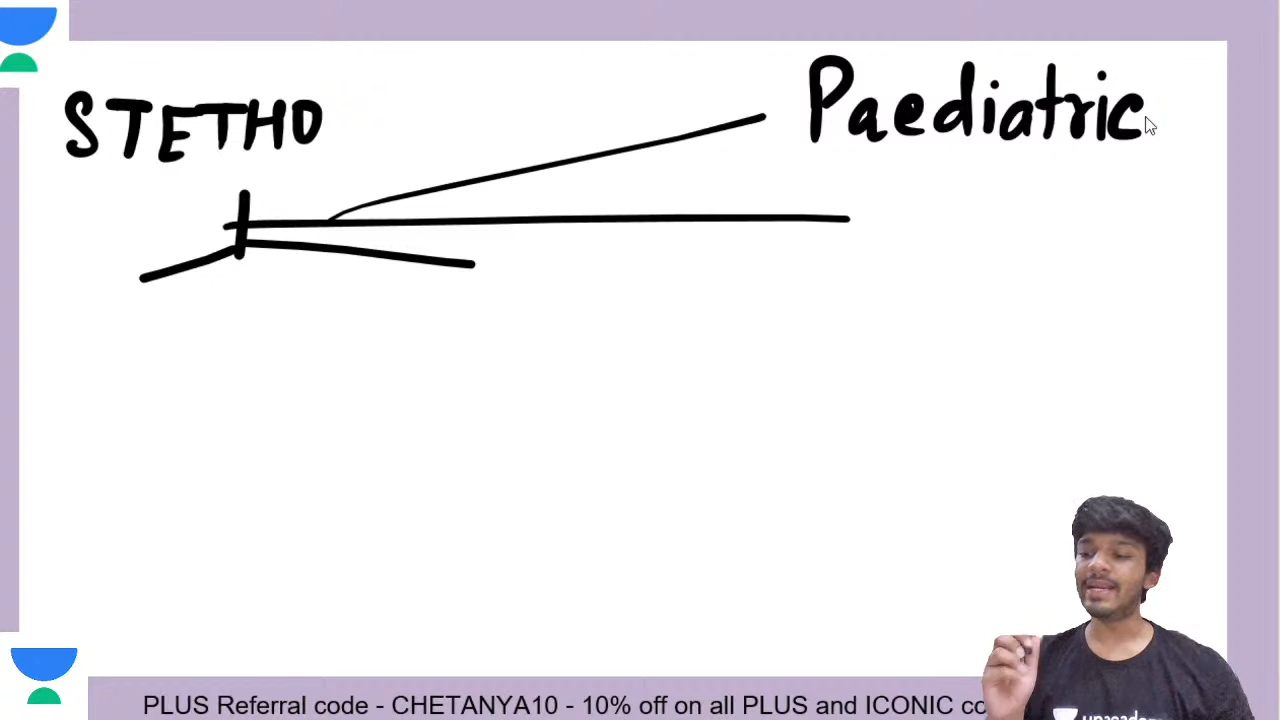 Paediatric
STETHO
PLUS Referral code - CHETANYA10 - 10% off on all PLUS and ICONIC co